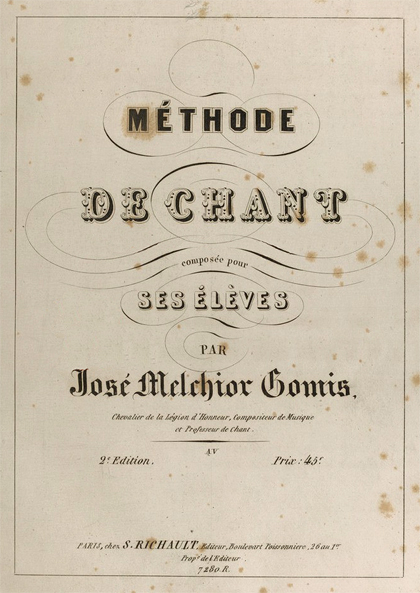 MÉTHODE
DE CHANT
composée pour
SES ÉLÈVES
PAR
José Melchior Gomis.
Chevalier de la Légion d'Honneur, Compositeur de Musique
et Professeur de Chant.
AV
2e Edition.
Prix: 45f
PARIS, chez S. RICHAULT, Editeur, Boulevart Poissonnière, 26 au 1er
Propté de l'Editeur.
7280. R.